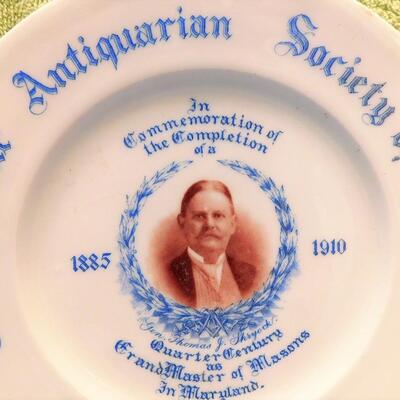 Antiquarian Society of
In
Commemoration of
the Completion
of a
1885 1910
Gen. Thomas J. Shryock.
Quarter Century
as
Grand Master of Masons
In Maryland.